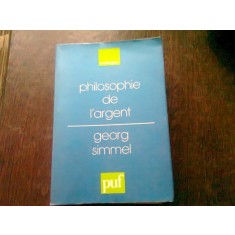 philosophie
de
l'argent
georg
simmel
puf